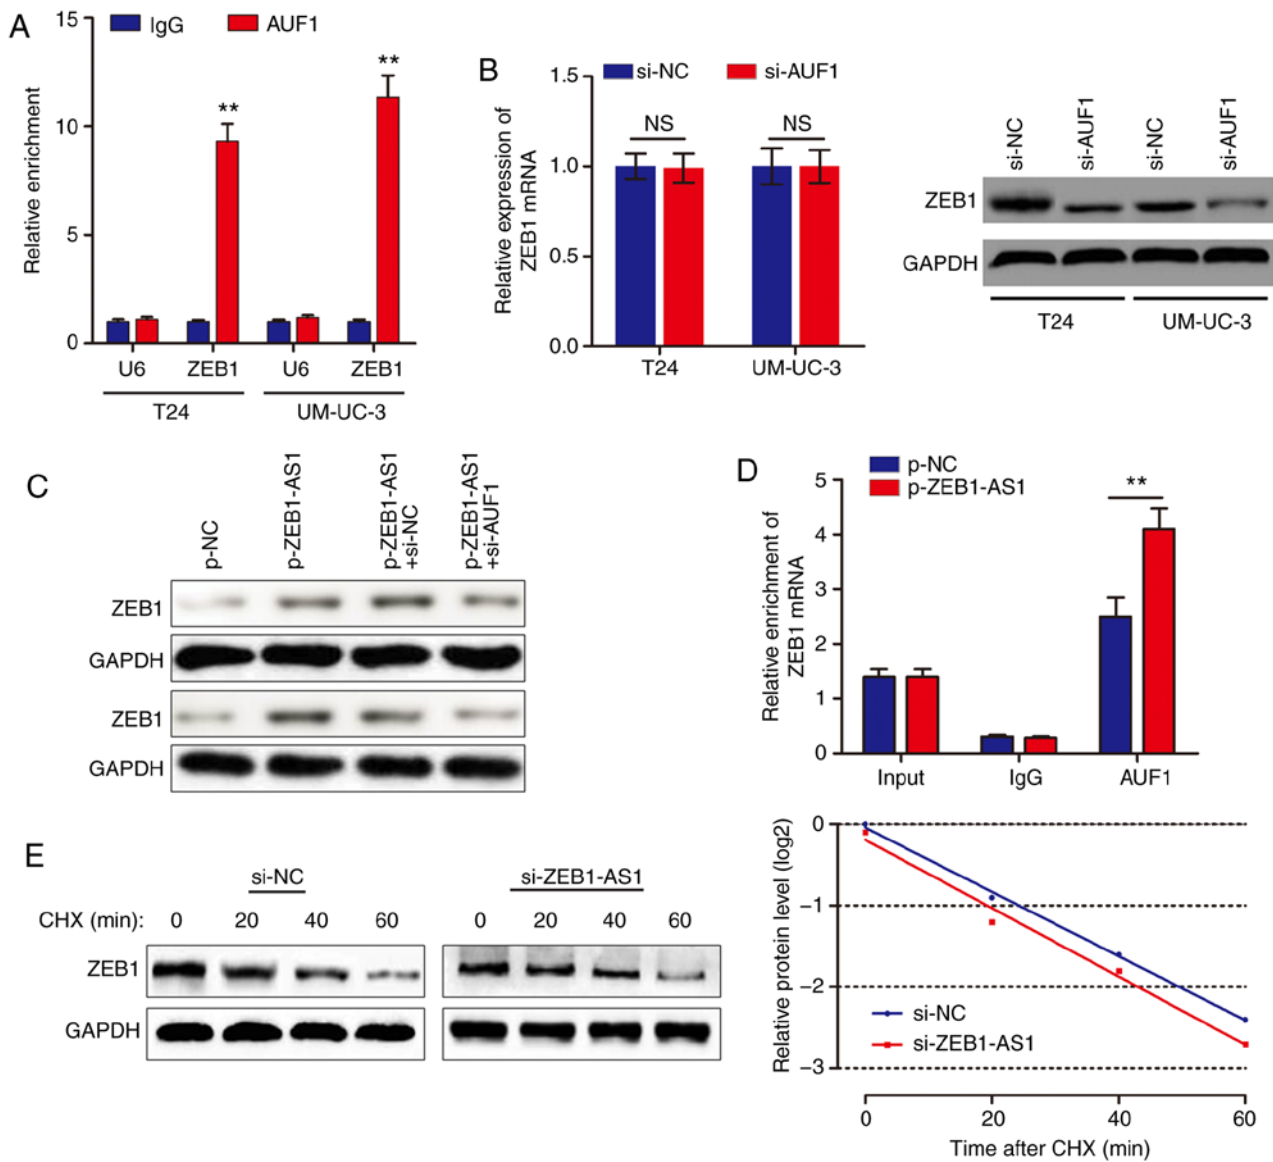 A
IgG
AUF1
Relative enrichment
15
10
5
0
**
**
U6
ZEB1
U6
ZEB1
T24
UM-UC-3
B
si-NC
si-AUF1
Relative expression of
ZEB1 mRNA
1.5
1.0
0.5
0.0
NS
NS
T24
UM-UC-3
si-NC
si-AUF1
si-NC
si-AUF1
ZEB1
GAPDH
T24
UM-UC-3
C
p-NC
p-ZEB1-AS1
p-ZEB1-AS1
+si-NC
p-ZEB1-AS1
+si-AUF1
ZEB1
GAPDH
ZEB1
GAPDH
D
p-NC
p-ZEB1-AS1
Relative enrichment of
ZEB1 mRNA
5
4
3
2
1
0
**
Input
IgG
AUF1
E
si-NC
si-ZEB1-AS1
CHX (min):
0
20
40
60
0
20
40
60
ZEB1
GAPDH
Relative protein level (log2)
0
−1
−2
−3
si-NC
si-ZEB1-AS1
0
20
40
60
Time after CHX (min)